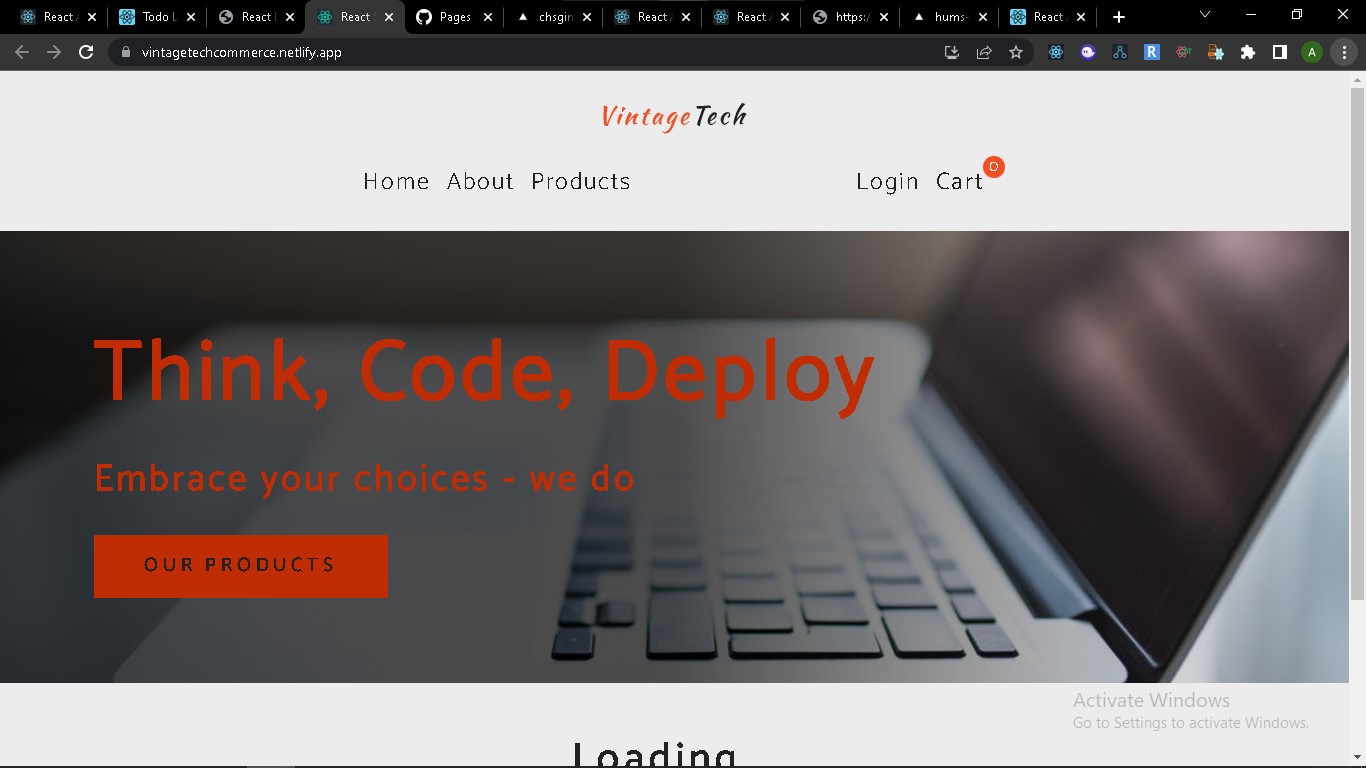 React
Todo L
React
React
Pages
chsgin
React
React
https:/
hums-
React
vintagetechcommerce.netlify.app
R
A
VintageTech
Home About Products Login Cart 0
Think, Code, Deploy
Embrace your choices - we do
OUR PRODUCTS
Activate Windows
Go to Settings to activate Windows.
Loading